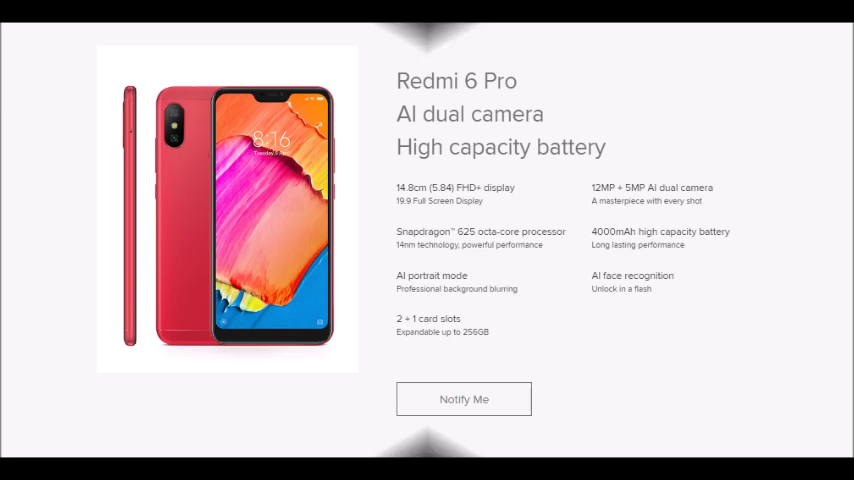 8:16
Tuesday, 6 Aug
Redmi 6 Pro
AI dual camera
High capacity battery
14.8cm (5.84) FHD+ display
19.9 Full Screen Display
12MP + 5MP AI dual camera
A masterpiece with every shot
Snapdragon™ 625 octa-core processor
14nm technology, powerful performance
4000mAh high capacity battery
Long lasting performance
AI portrait mode
Professional background blurring
AI face recognition
Unlock in a flash
2 + 1 card slots
Expandable up to 256GB
Notify Me